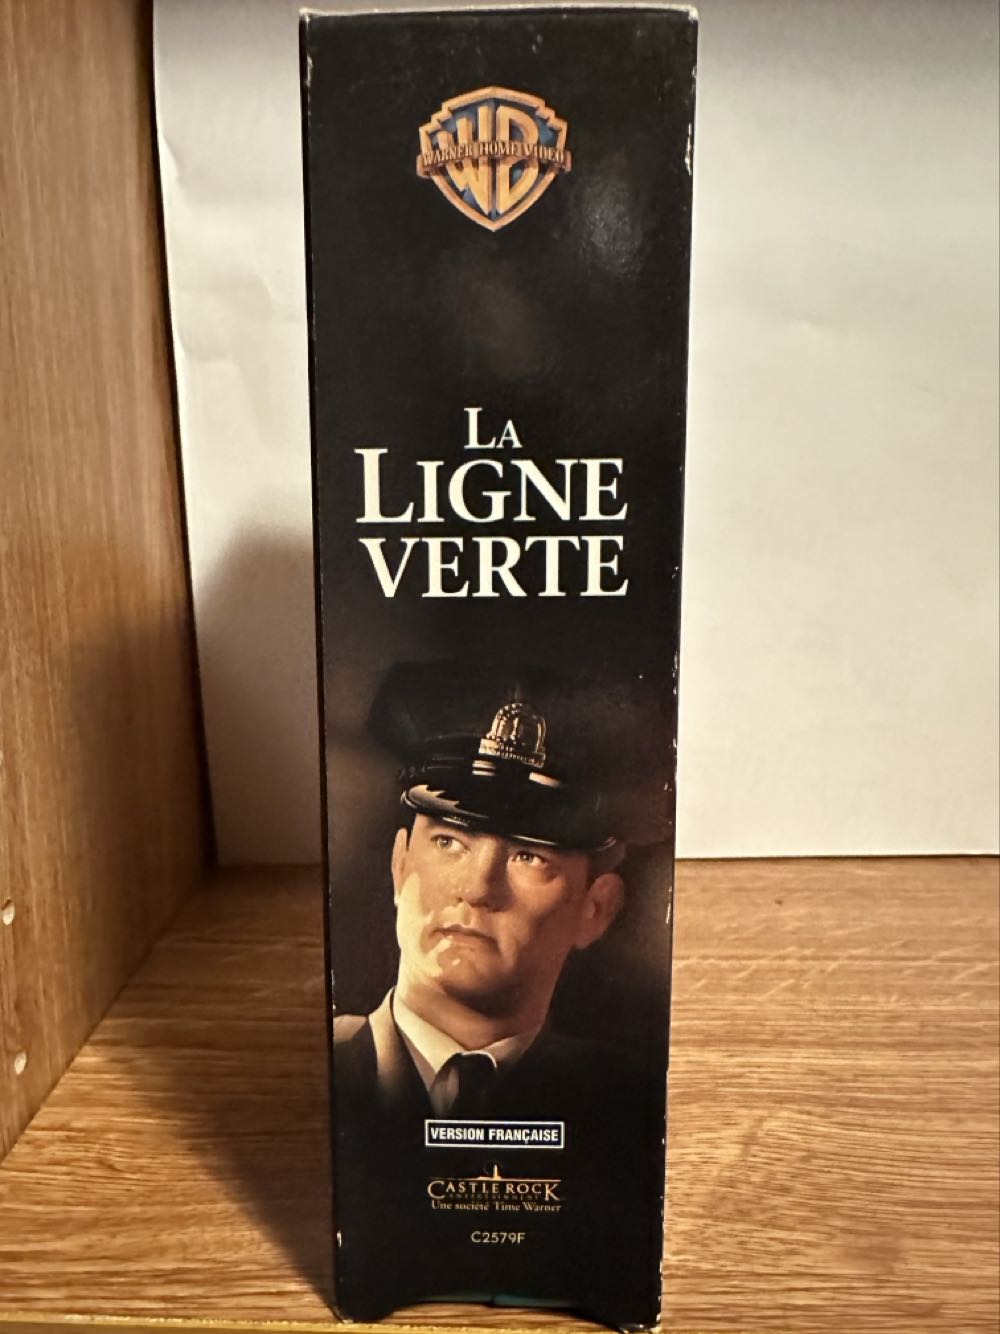 WB
WARNER HOME VIDEO
LA
LIGNE
VERTE
VERSION FRANÇAISE
CASTLE ROCK
ENTERTAINMENT
Une société Time Warner
C2579F